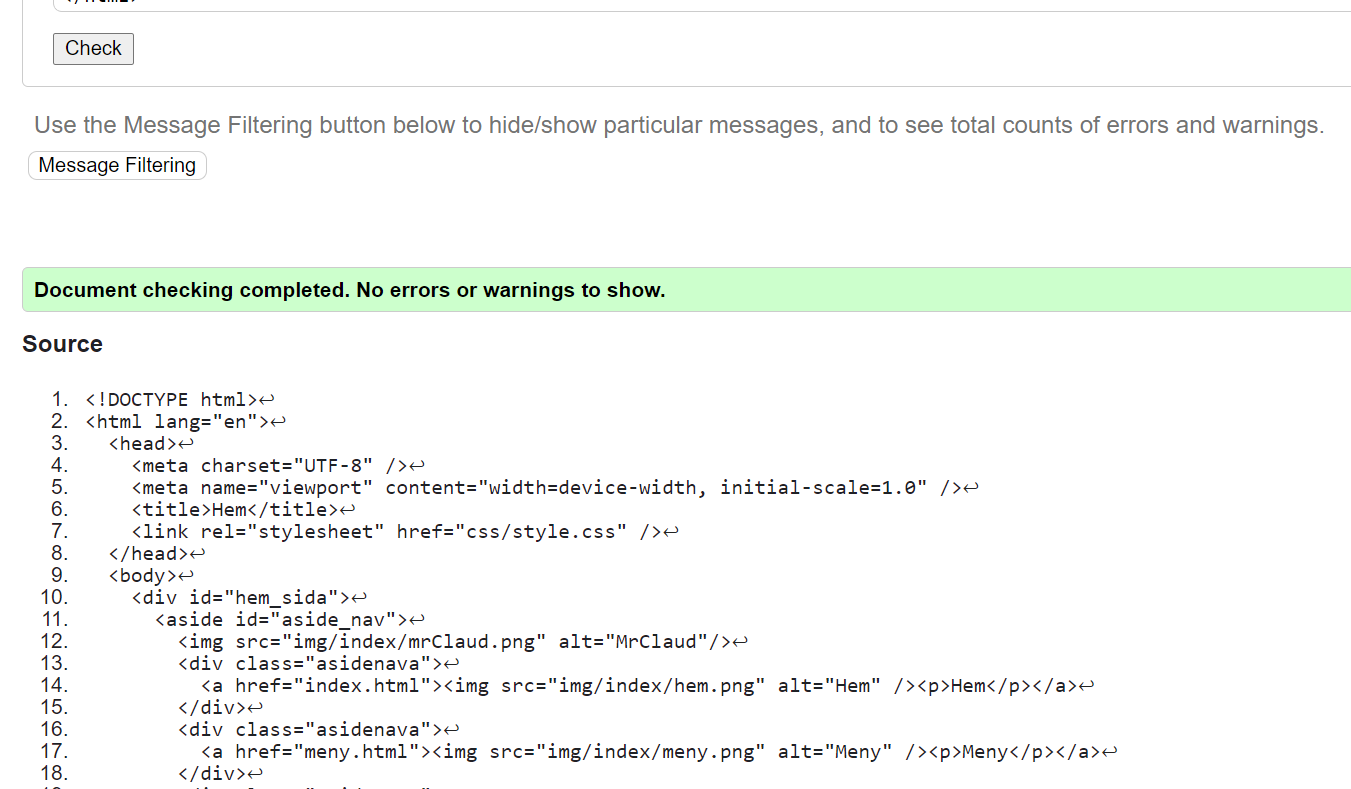 Check
Use the Message Filtering button below to hide/show particular messages, and to see total counts of errors and warnings.
Message Filtering
Document checking completed. No errors or warnings to show.
Source
1. <!DOCTYPE html>↩
2. <html lang="en">↩
3.   <head>↩
4.     <meta charset="UTF-8" />↩
5.     <meta name="viewport" content="width=device-width, initial-scale=1.0" />↩
6.     <title>Hem</title>↩
7.     <link rel="stylesheet" href="css/style.css" />↩
8.   </head>↩
9.   <body>↩
10.     <div id="hem_sida">↩
11.       <aside id="aside_nav">↩
12.         <img src="img/index/mrClaud.png" alt="MrClaud"/>↩
13.         <div class="asidenava">↩
14.           <a href="index.html"><img src="img/index/hem.png" alt="Hem" /><p>Hem</p></a>↩
15.         </div>↩
16.         <div class="asidenava">↩
17.           <a href="meny.html"><img src="img/index/meny.png" alt="Meny" /><p>Meny</p></a>↩
18.         </div>↩